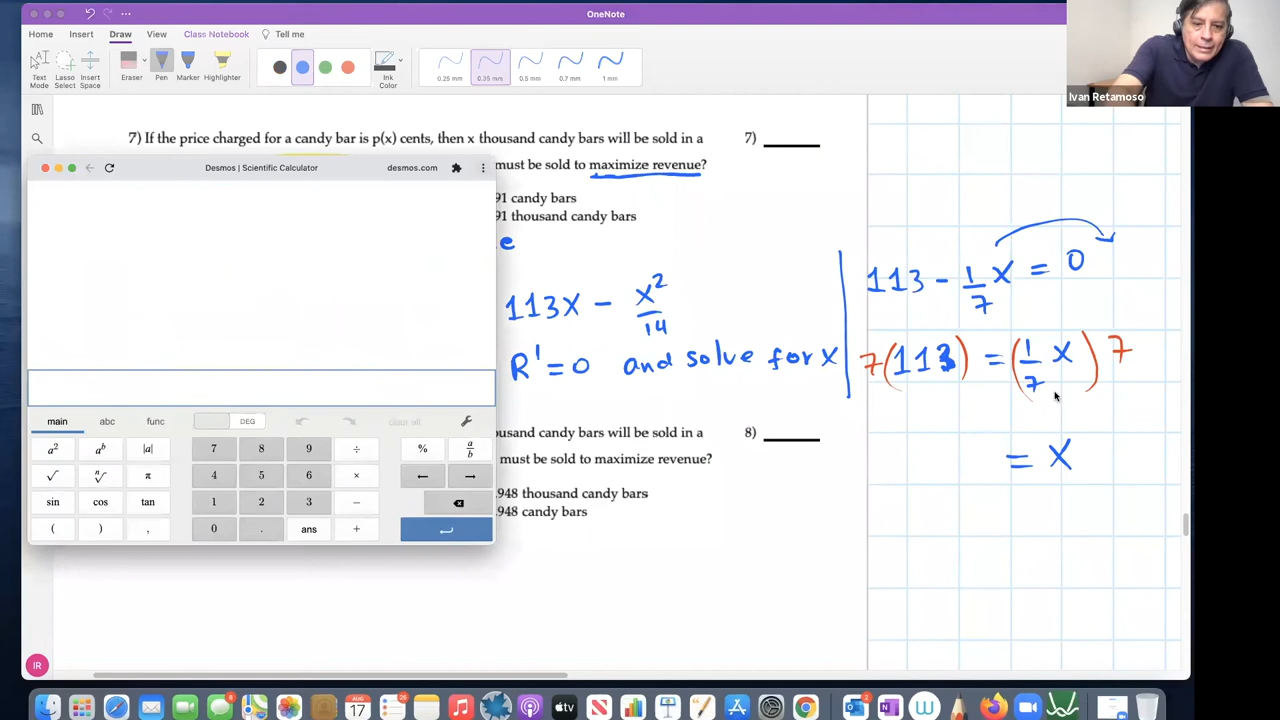 OneNote
Home Insert Draw View Class Notebook Tell me
Text Mode Lasso Select Insert Space Eraser Pen Marker Highlighter 0.25 mm 0.35 mm 0.5 mm 0.7 mm 1 mm Ink Color
Ivan Retamoso
7) If the price charged for a candy bar is p(x) cents, then x thousand candy bars will be sold in a 7)
must be sold to maximize revenue?
Desmos | Scientific Calculator desmos.com
91 candy bars
91 thousand candy bars
e
113x - x²/14
R' = 0 and solve for x
113 - 1/7 x = 0
7(113) = (1/7 x) 7
= x
usand candy bars will be sold in a 8)
must be sold to maximize revenue?
948 thousand candy bars
948 candy bars
main abc func DEG clear all
a² aᵇ |a| 7 8 9 ÷ % a/b
√ ⁿ√ π 4 5 6 × ← →
sin cos tan 1 2 3 −
( ) , 0 . ans +
IR
AUG 17
tv